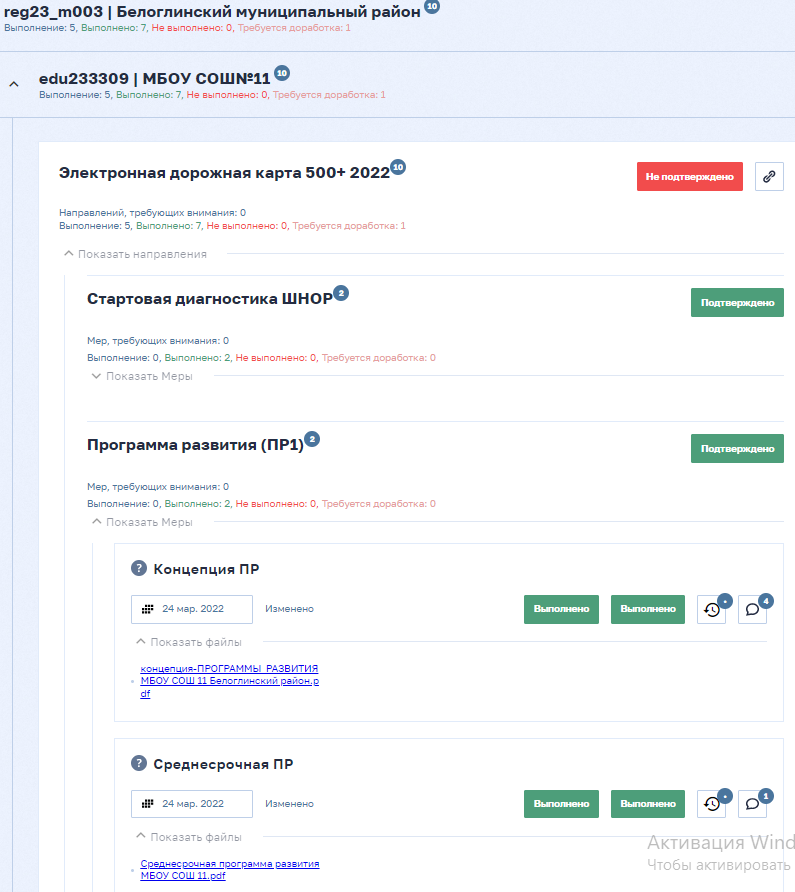 reg23_m003 | Белоглинский муниципальный район 10
Выполнение: 5, Выполнено: 7, Не выполнено: 0, Требуется доработка: 1
edu233309 | МБОУ СОШ№11 10
Выполнение: 5, Выполнено: 7, Не выполнено: 0, Требуется доработка: 1
Электронная дорожная карта 500+ 2022 10
Не подтверждено
Направлений, требующих внимания: 0
Выполнение: 5, Выполнено: 7, Не выполнено: 0, Требуется доработка: 1
Показать направления
Стартовая диагностика ШНОР 2
Подтверждено
Мер, требующих внимания: 0
Выполнение: 0, Выполнено: 2, Не выполнено: 0, Требуется доработка: 0
Показать Меры
Программа развития (ПР1) 2
Подтверждено
Мер, требующих внимания: 0
Выполнение: 0, Выполнено: 2, Не выполнено: 0, Требуется доработка: 0
Показать Меры
? Концепция ПР
24 мар. 2022 Изменено Выполнено Выполнено 4
Показать файлы
концепция-ПРОГРАММЫ РАЗВИТИЯ
МБОУ СОШ 11 Белоглинский район.p
df
? Среднесрочная ПР
24 мар. 2022 Изменено Выполнено Выполнено 1
Показать файлы
Среднесрочная программа развития
МБОУ СОШ 11.pdf
Активация Wind
Чтобы активировать